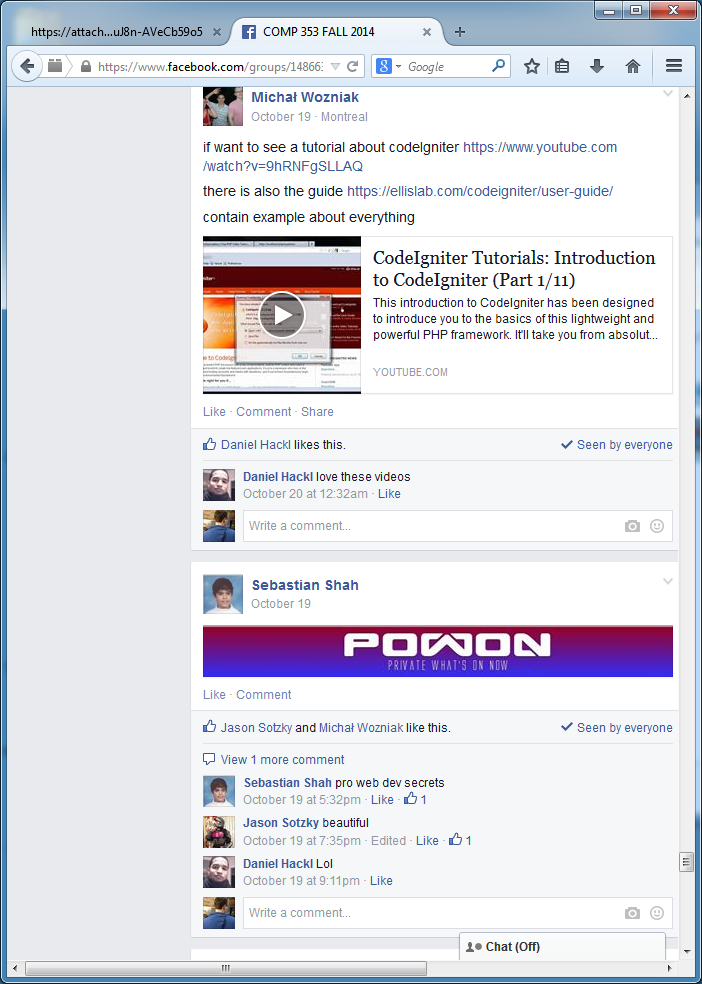 https://attach...uJ8n-AVeCb59o5
COMP 353 FALL 2014
https://www.facebook.com/groups/14866
Google
Michał Wozniak
October 19 · Montreal
if want to see a tutorial about codeIgniter https://www.youtube.com
/watch?v=9hRNFgSLLAQ
there is also the guide https://ellislab.com/codeigniter/user-guide/
contain example about everything
CodeIgniter Tutorials: Introduction
to CodeIgniter (Part 1/11)
This introduction to CodeIgniter has been designed
to introduce you to the basics of this lightweight and
powerful PHP framework. It'll take you from absolut...
YOUTUBE.COM
Like · Comment · Share
Daniel Hackl likes this.
Seen by everyone
Daniel Hackl love these videos
October 20 at 12:32am · Like
Write a comment...
Sebastian Shah
October 19
POWON
PRIVATE WHAT'S ON NOW
Like · Comment
Jason Sotzky and Michał Wozniak like this.
Seen by everyone
View 1 more comment
Sebastian Shah pro web dev secrets
October 19 at 5:32pm · Like · 1
Jason Sotzky beautiful
October 19 at 7:35pm · Edited · Like · 1
Daniel Hackl Lol
October 19 at 9:11pm · Like
Write a comment...
Chat (Off)